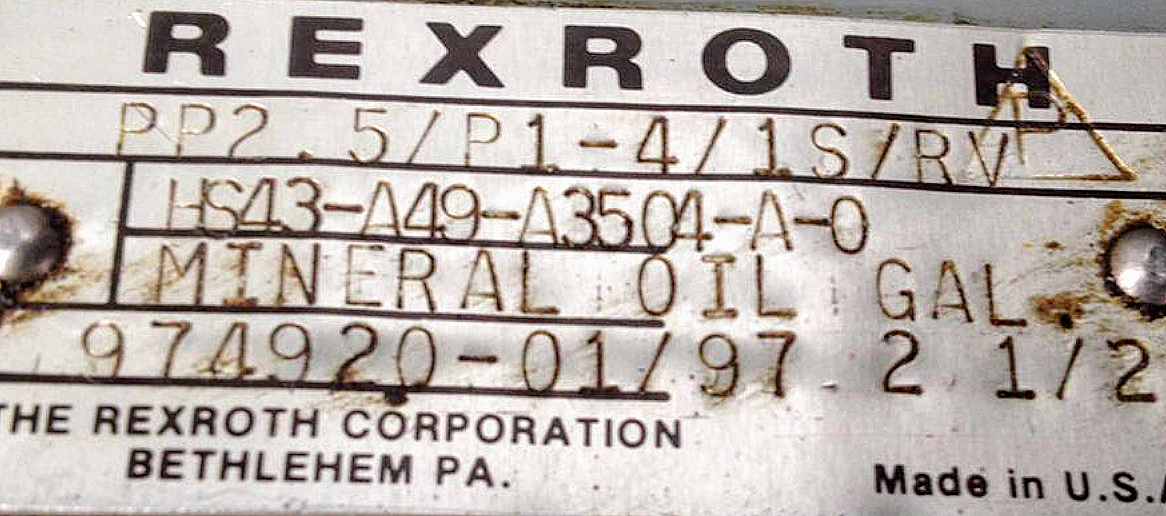 REXROTH
PP2.5/P1-4/1S/RV
HS43-A49-A3504-A-0
MINERAL OIL GAL.
974920-01/97 2 1/2
THE REXROTH CORPORATION
BETHLEHEM PA.
Made in U.S.A